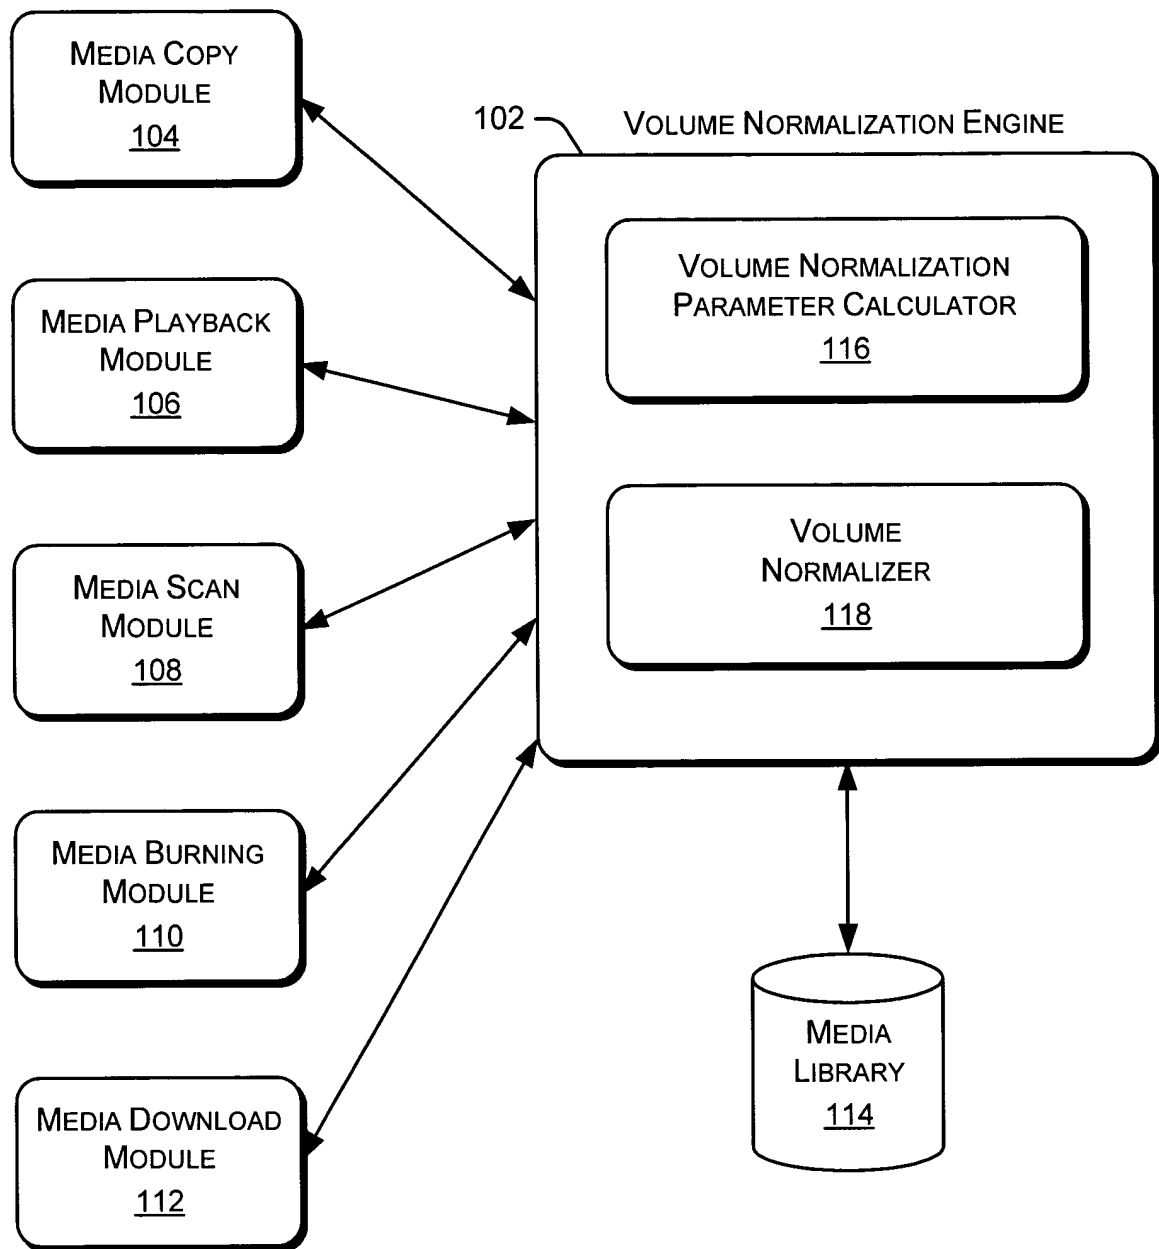 MEDIA COPY
MODULE
104
MEDIA PLAYBACK
MODULE
106
MEDIA SCAN
MODULE
108
MEDIA BURNING
MODULE
110
MEDIA DOWNLOAD
MODULE
112
102
VOLUME NORMALIZATION ENGINE
VOLUME NORMALIZATION
PARAMETER CALCULATOR
116
VOLUME
NORMALIZER
118
MEDIA
LIBRARY
114